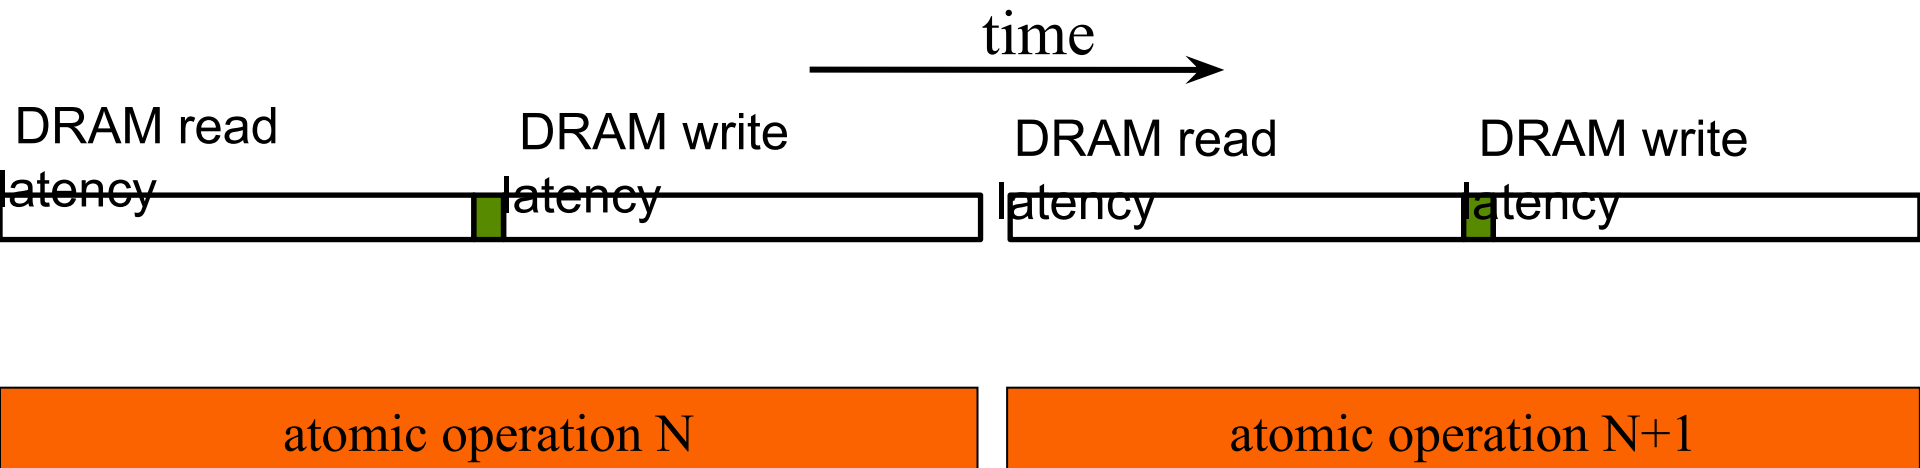 time
DRAM read
latency
DRAM write
latency
DRAM read
latency
DRAM write
latency
atomic operation N
atomic operation N+1